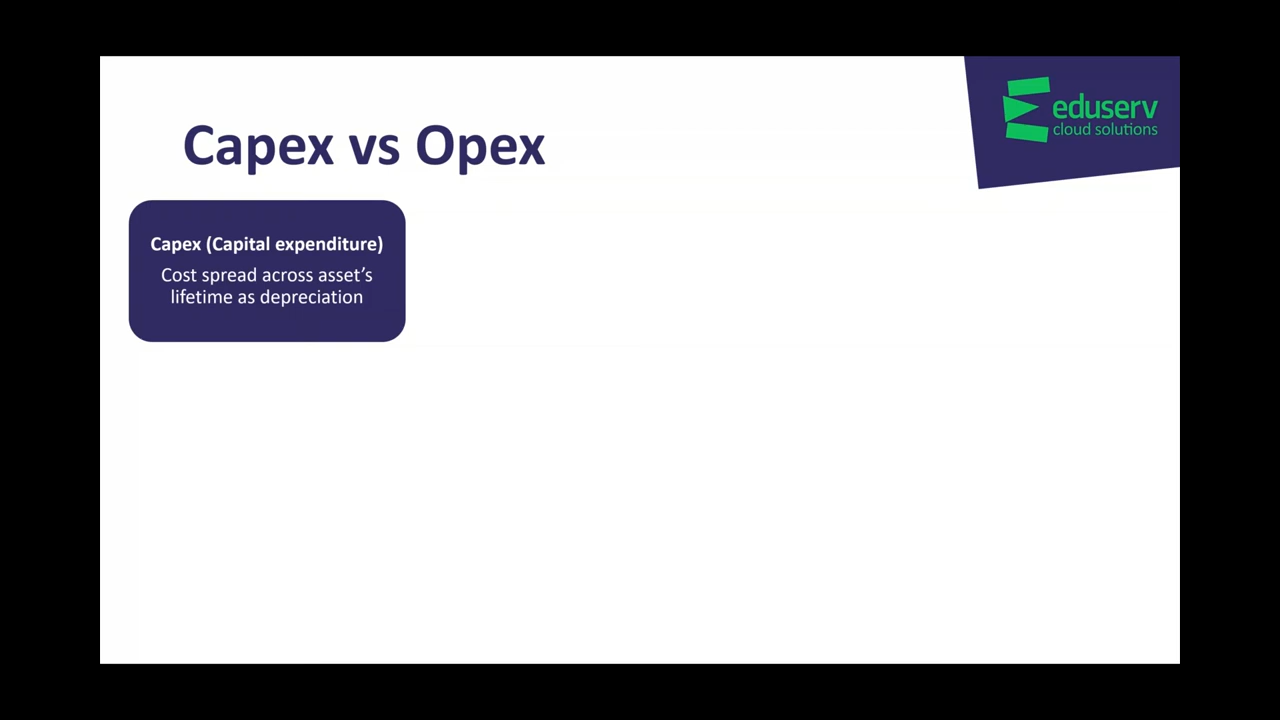 Capex vs Opex
eduserv
cloud solutions
Capex (Capital expenditure)
Cost spread across asset’s
lifetime as depreciation